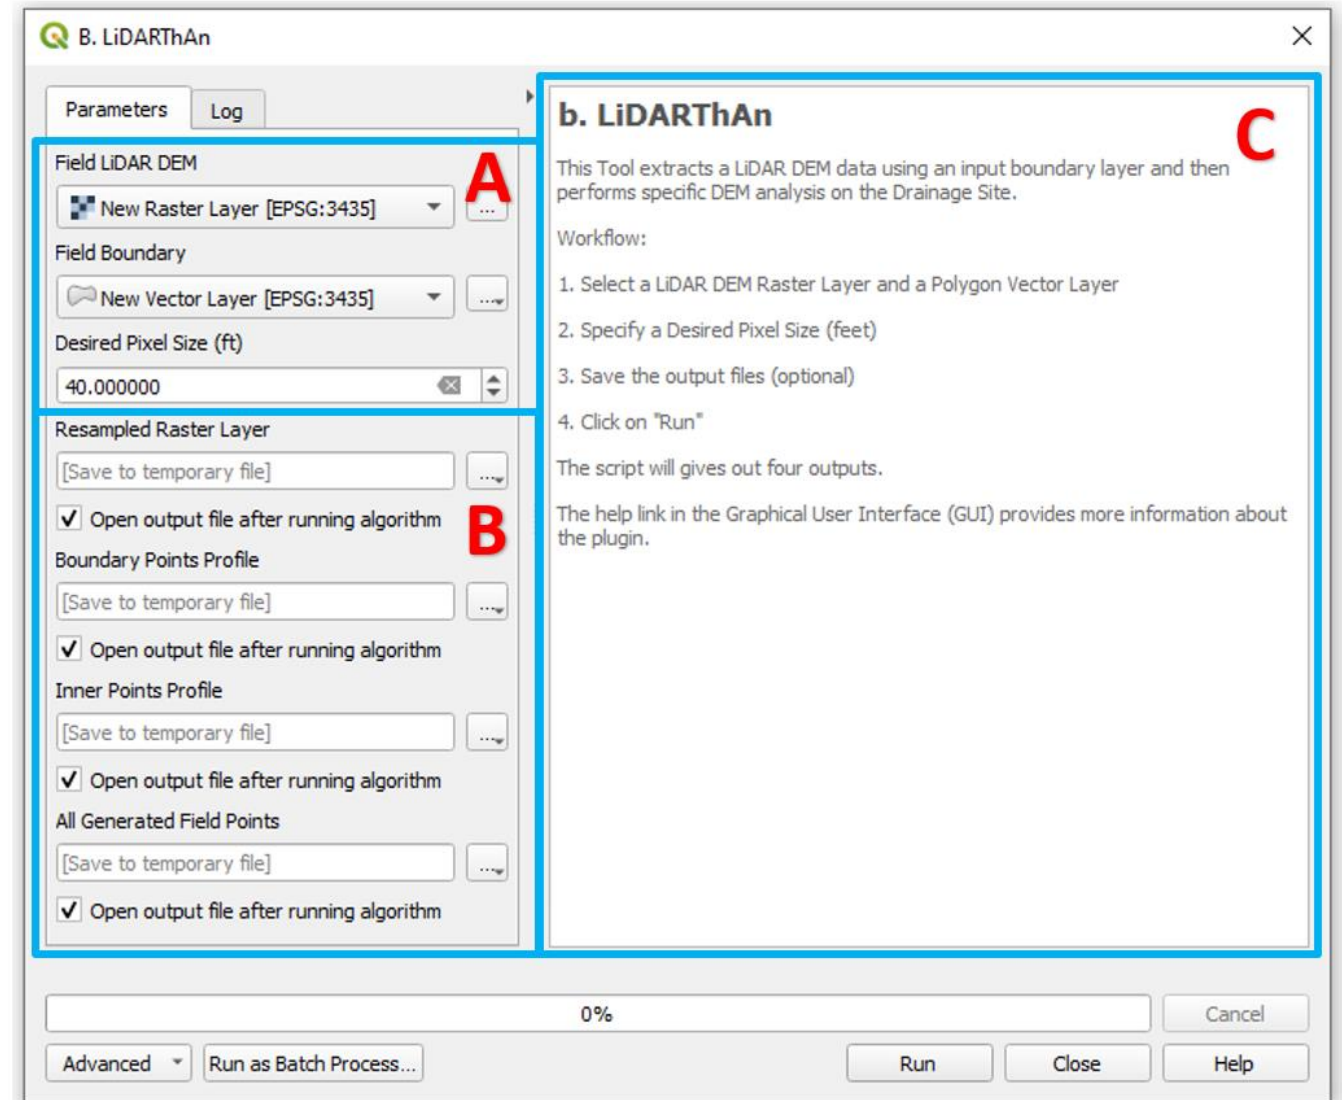 B. LiDARThAn
Parameters
Log
Field LiDAR DEM
A
New Raster Layer [EPSG:3435]
...
Field Boundary
New Vector Layer [EPSG:3435]
...
Desired Pixel Size (ft)
40.000000
Resampled Raster Layer
[Save to temporary file]
...
Open output file after running algorithm
B
Boundary Points Profile
[Save to temporary file]
...
Open output file after running algorithm
Inner Points Profile
[Save to temporary file]
...
Open output file after running algorithm
All Generated Field Points
[Save to temporary file]
...
Open output file after running algorithm
b. LiDARThAn
C
This Tool extracts a LiDAR DEM data using an input boundary layer and then
performs specific DEM analysis on the Drainage Site.
Workflow:
1. Select a LiDAR DEM Raster Layer and a Polygon Vector Layer
2. Specify a Desired Pixel Size (feet)
3. Save the output files (optional)
4. Click on "Run"
The script will gives out four outputs.
The help link in the Graphical User Interface (GUI) provides more information about
the plugin.
0%
Cancel
Advanced
Run as Batch Process...
Run
Close
Help